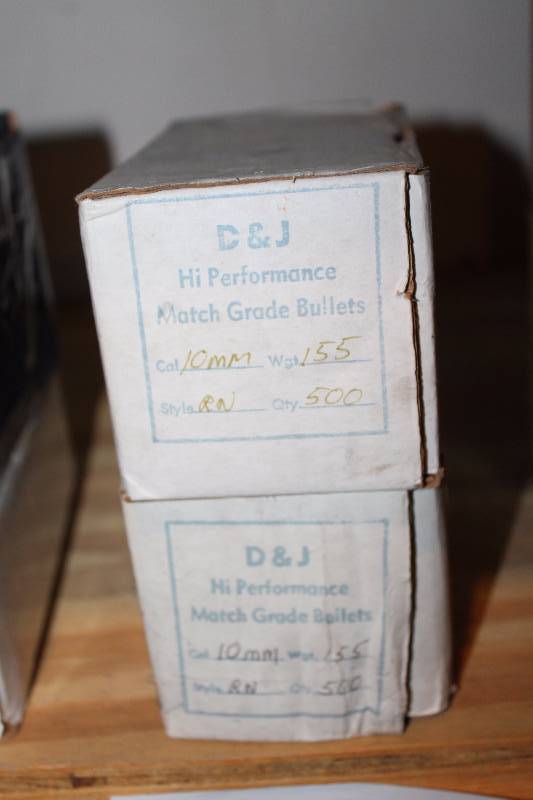 D & J
Hi Performance
Match Grade Bullets
Cal. 10mm Wgt. 155
Style RN Qty. 500
D & J
Hi Performance
Match Grade Bullets
Cal. 10mm Wgt. 155
Style RN Qty. 500